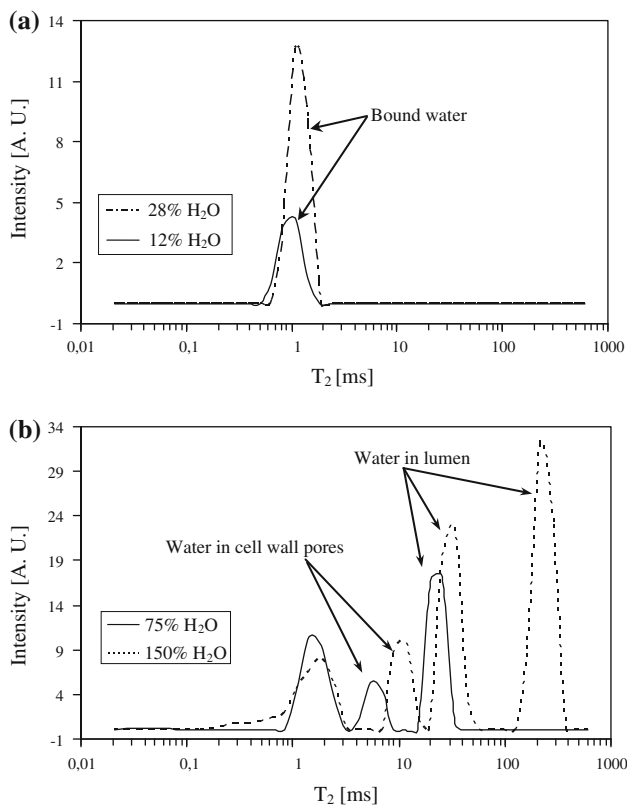 (a)
14
11
8
5
2
-1
Intensity [A. U.]
Bound water
28% H₂O
12% H₂O
0,01
0,1
1
10
100
1000
T₂ [ms]
(b)
34
29
24
19
14
9
4
-1
Intensity [A. U.]
Water in lumen
Water in cell wall pores
75% H₂O
150% H₂O
0,01
0,1
1
10
100
1000
T₂ [ms]